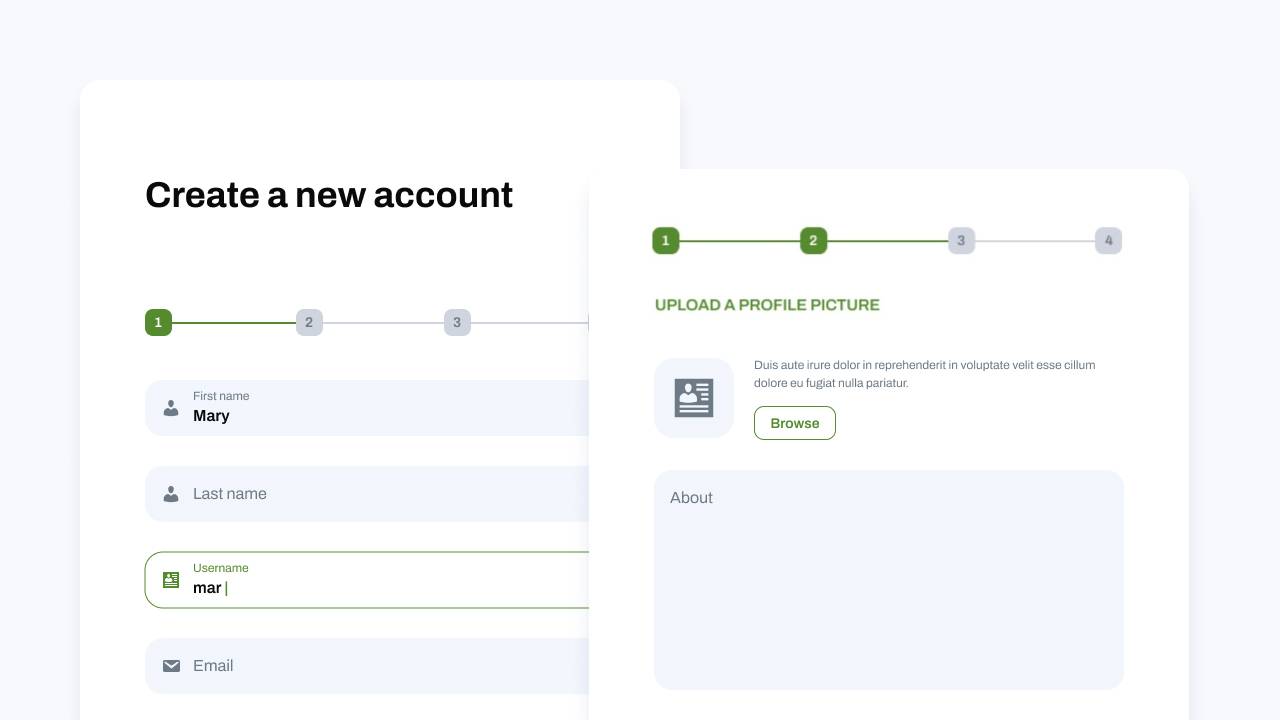 Create a new account
1 2 3
First name
Mary
Last name
Username
mar
Email
1 2 3 4
UPLOAD A PROFILE PICTURE
Duis aute irure dolor in reprehenderit in voluptate velit esse cillum
dolore eu fugiat nulla pariatur.
Browse
About